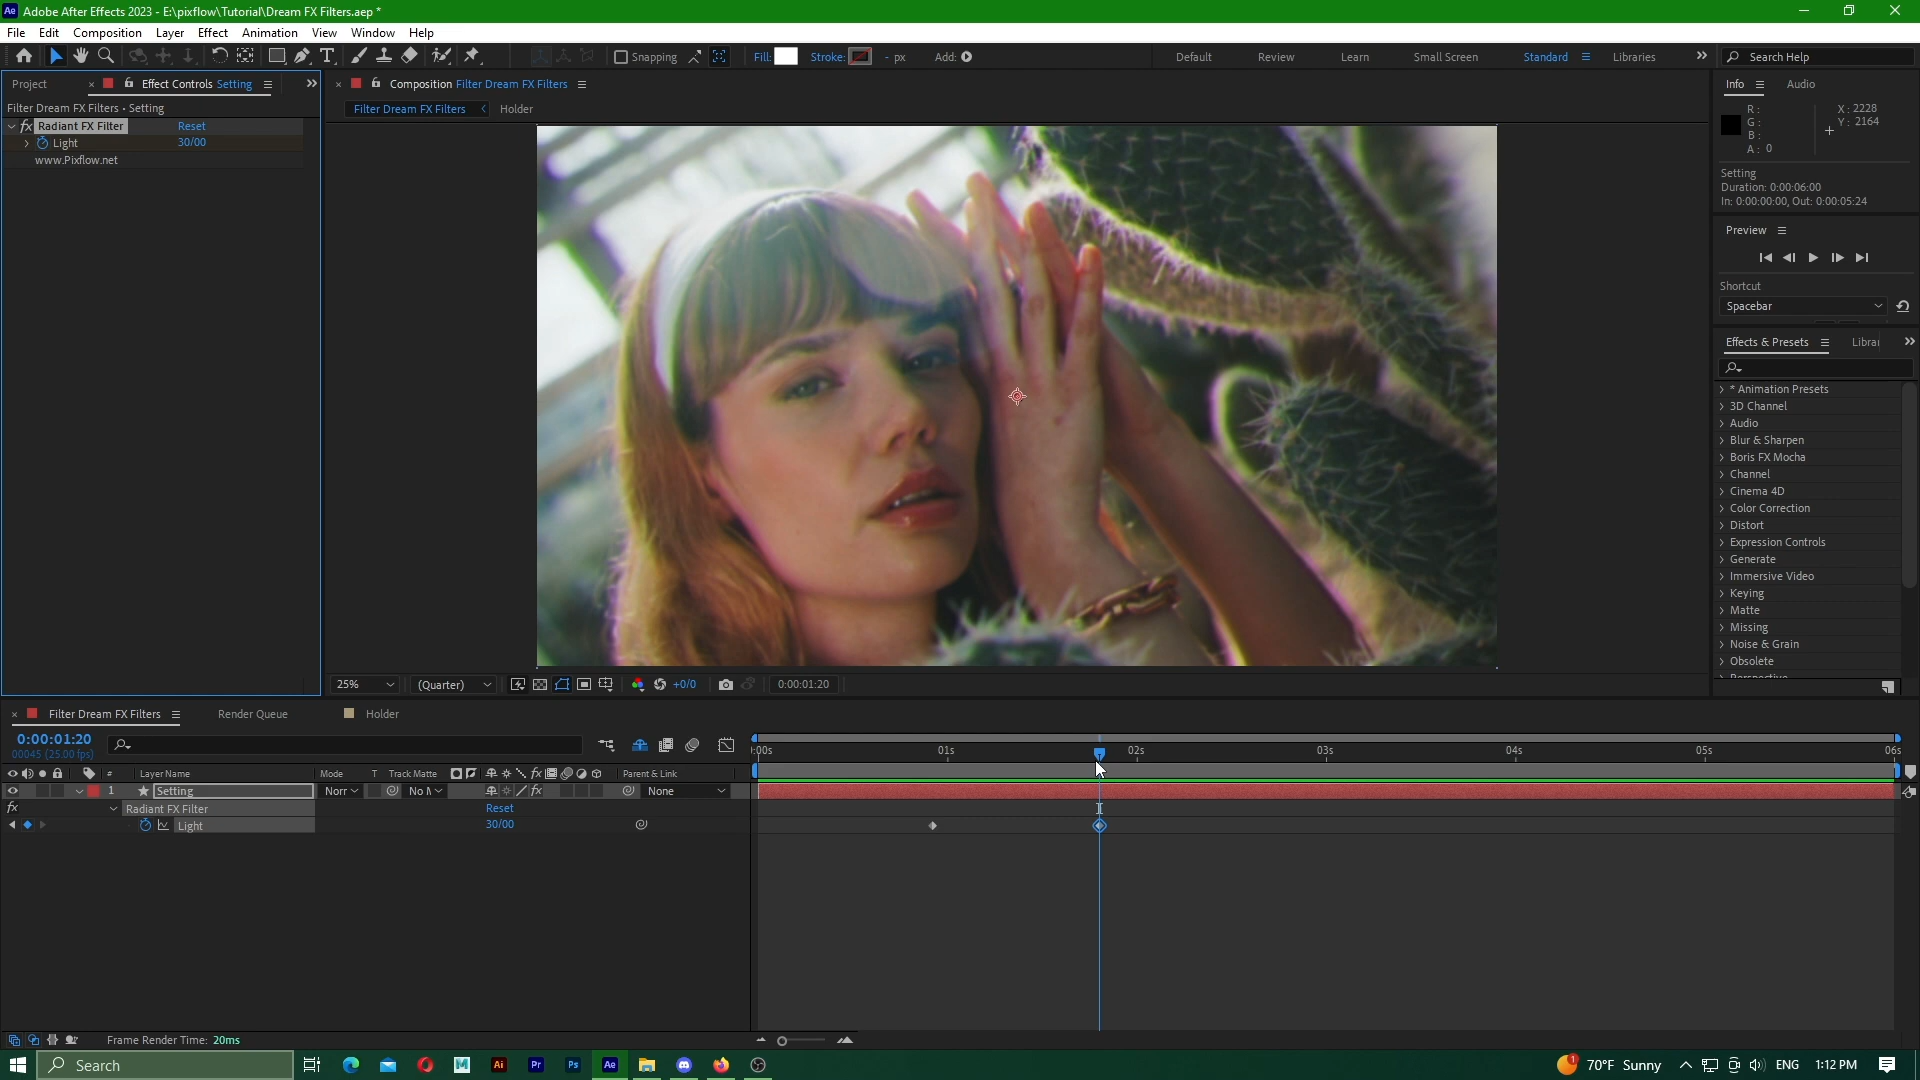 Adobe After Effects 2023 - E:\pixflow\Tutorial\Dream FX Filters.aep *
File Edit Composition Layer Effect Animation View Window Help
Snapping Fill: Stroke: - px Add: Default Review Learn Small Screen Standard Libraries Search Help
Project Effect Controls Setting Composition Filter Dream FX Filters Info Audio
Filter Dream FX Filters • Setting Filter Dream FX Filters Holder
fx Radiant FX Filter Reset
Light 30/00
www.Pixflow.net
R:
G:
B:
A: 0
X: 2228
Y: 2164
Setting
Duration: 0:00:06:00
In: 0:00:00:00, Out: 0:00:05:24
Preview
Shortcut
Spacebar
Effects & Presets Librar
* Animation Presets
3D Channel
Audio
Blur & Sharpen
Boris FX Mocha
Channel
Cinema 4D
Color Correction
Distort
Expression Controls
Generate
Immersive Video
Keying
Matte
Missing
Noise & Grain
Obsolete
Perspective
25% (Quarter) +0/0 0:00:01:20
Filter Dream FX Filters Render Queue Holder
0:00:01:20
00045 (25.00 fps)
):00s 01s 02s 03s 04s 05s 06s
# Layer Name Mode T Track Matte fx Parent & Link
1 Setting Norr No M fx None
fx Radiant FX Filter Reset
Light 30/00
Frame Render Time: 20ms
Search Ai Pr Ps Ae 1 70°F Sunny ENG 1:12 PM